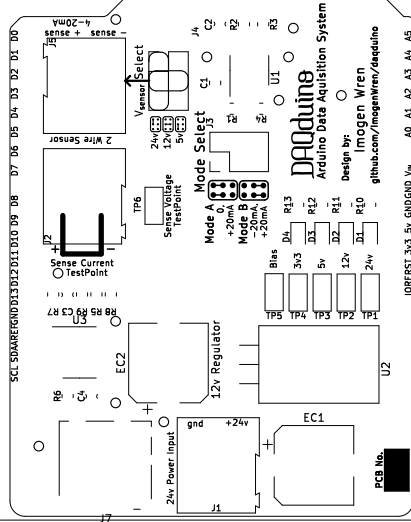 4-20mA
sense + sense -
J5
2 Wire Sensor
D0
D1
D2
D3
D4
D5
D6
D7
D8
D9
D10
D11
D12
D13
GND
AREF
SDA
SCL
V sensor Select
24v
12v
5v
J4
C2
R2
R3
C1
U1
R1
R4
J3
Mode Select
Mode A
0,
+20mA
Mode B
-20mA,
+20mA
DAQduino
Arduino Data Aquisition System
Design by:
Imogen Wren
github.com/ImogenWren/daqduino
A5
A4
A3
A2
A1
A0
GND
GND
5v
3v3
J2
+
-
Sense Current
TestPoint
TP6
Sense Voltage
TestPoint
R13
R12
R11
R10
D4
D3
D2
D1
Bias
3v3
5v
12v
24v
TP5
TP4
TP3
TP2
TP1
R7
C3
R9
R5
R8
U3
R6
C4
EC2
12v Regulator
+
U2
J7
24v Power Input
gnd
+24v
J1
EC1
+
PCB No.